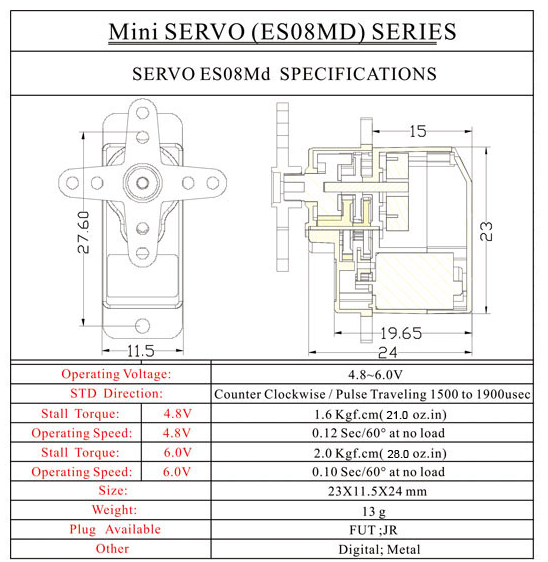 Mini SERVO (ES08MD) SERIES
SERVO ES08Md SPECIFICATIONS
15
27.60
23
11.5
19.65
24
Operating Voltage: 4.8~6.0V
STD Direction: Counter Clockwise / Pulse Traveling 1500 to 1900usec
Stall Torque: 4.8V 1.6 Kgf.cm( 21.0 oz.in)
Operating Speed: 4.8V 0.12 Sec/60° at no load
Stall Torque: 6.0V 2.0 Kgf.cm( 28.0 oz.in)
Operating Speed: 6.0V 0.10 Sec/60° at no load
Size: 23X11.5X24 mm
Weight: 13 g
Plug Available FUT ;JR
Other Digital; Metal